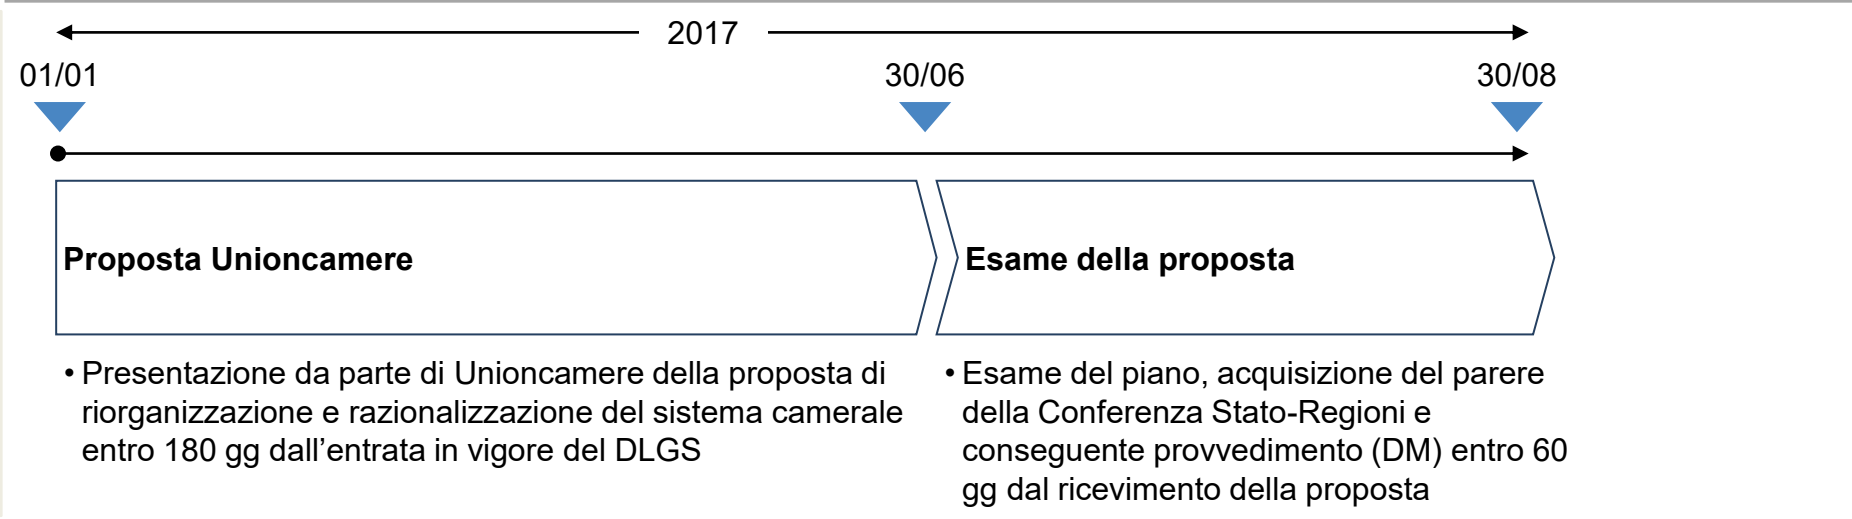 2017
01/01
30/06
30/08
Proposta Unioncamere
Esame della proposta
• Presentazione da parte di Unioncamere della proposta di
riorganizzazione e razionalizzazione del sistema camerale
entro 180 gg dall’entrata in vigore del DLGS
• Esame del piano, acquisizione del parere
della Conferenza Stato-Regioni e
conseguente provvedimento (DM) entro 60
gg dal ricevimento della proposta